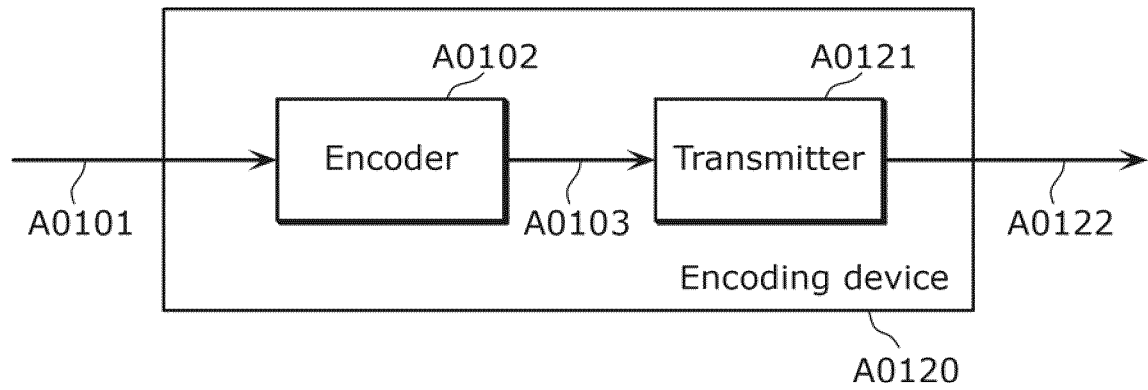 A0102
A0121
Encoder
Transmitter
A0101
A0103
A0122
Encoding device
A0120